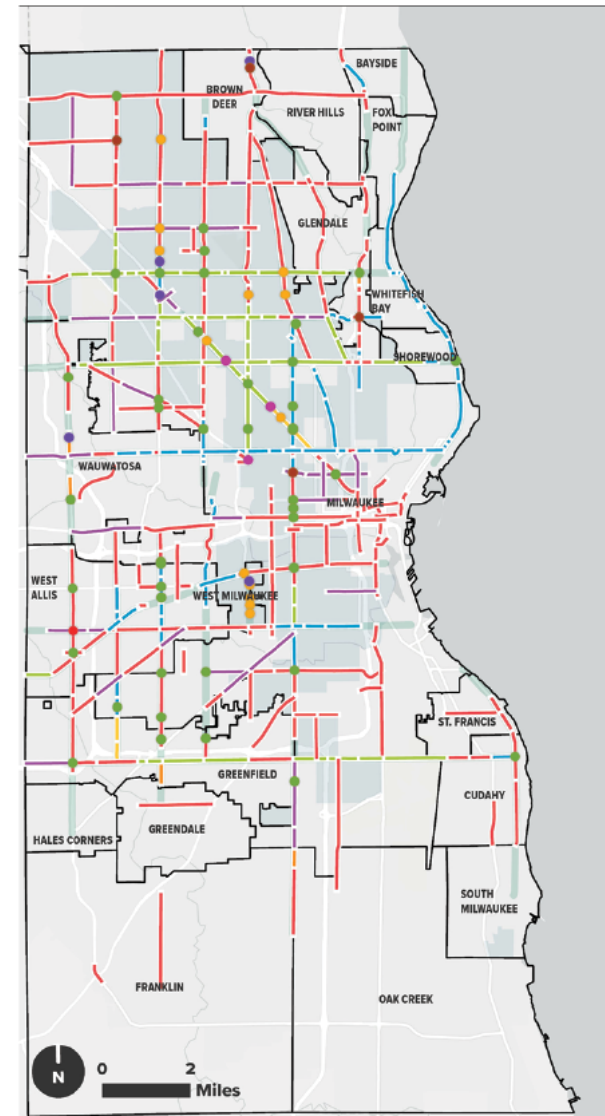 BAYSIDE
BROWN
DEER
RIVER HILLS
FOX
POINT
GLENDALE
WHITEFISH
BAY
SHOREWOOD
WAUWATOSA
MILWAUKEE
WEST
ALLIS
WEST MILWAUKEE
ST. FRANCIS
GREENFIELD
CUDAHY
HALES CORNERS
GREENDALE
SOUTH
MILWAUKEE
FRANKLIN
OAK CREEK
N
0 2
Miles